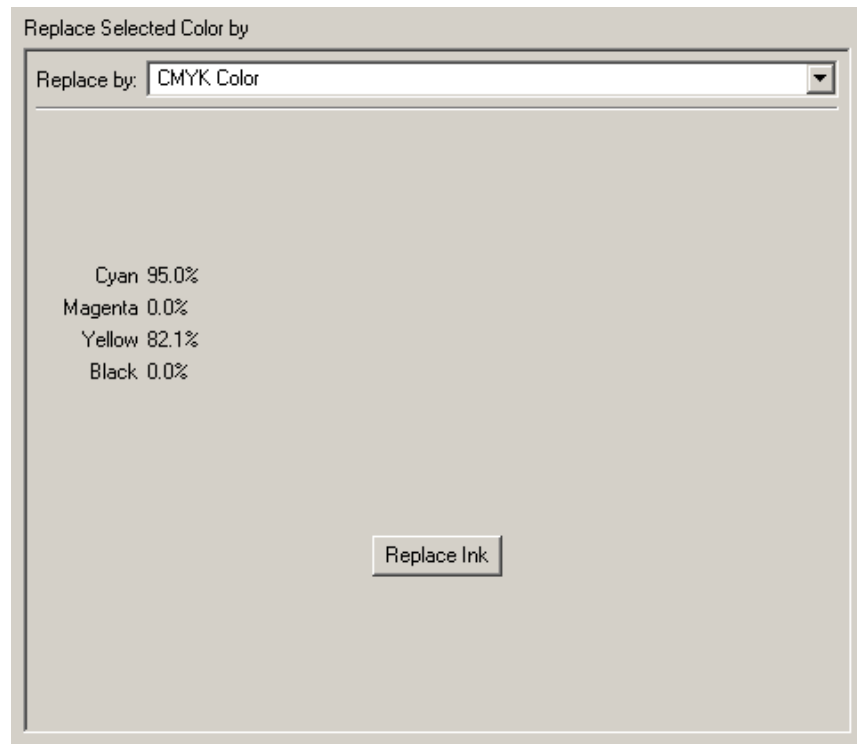 Replace Selected Color by
Replace by: CMYK Color
Cyan 95.0%
Magenta 0.0%
Yellow 82.1%
Black 0.0%
Replace Ink